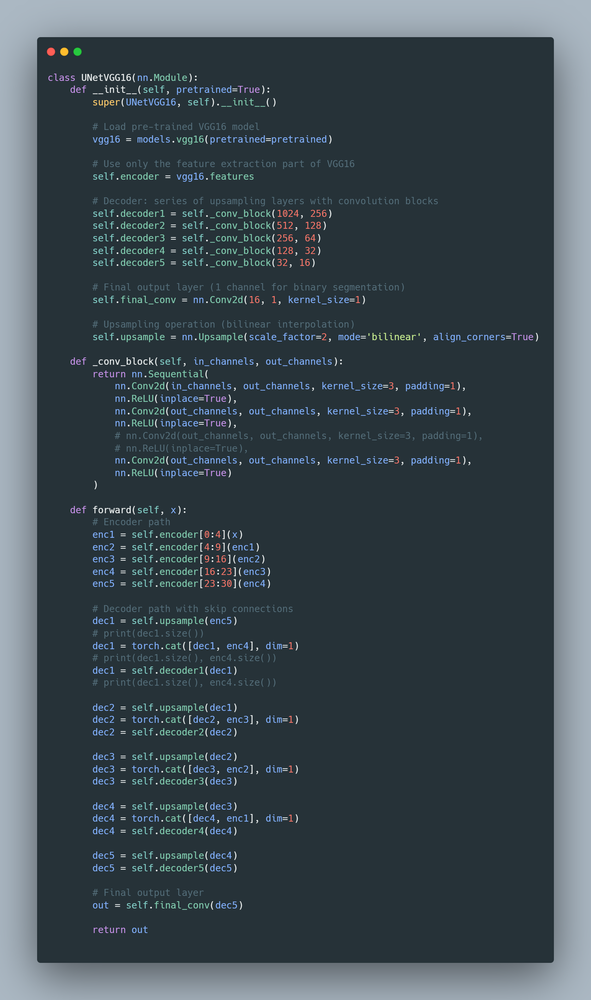 class UNetVGG16(nn.Module):
    def __init__(self, pretrained=True):
        super(UNetVGG16, self).__init__()

        # Load pre-trained VGG16 model
        vgg16 = models.vgg16(pretrained=pretrained)

        # Use only the feature extraction part of VGG16
        self.encoder = vgg16.features

        # Decoder: series of upsampling layers with convolution blocks
        self.decoder1 = self._conv_block(1024, 256)
        self.decoder2 = self._conv_block(512, 128)
        self.decoder3 = self._conv_block(256, 64)
        self.decoder4 = self._conv_block(128, 32)
        self.decoder5 = self._conv_block(32, 16)

        # Final output layer (1 channel for binary segmentation)
        self.final_conv = nn.Conv2d(16, 1, kernel_size=1)

        # Upsampling operation (bilinear interpolation)
        self.upsample = nn.Upsample(scale_factor=2, mode='bilinear', align_corners=True)

    def _conv_block(self, in_channels, out_channels):
        return nn.Sequential(
            nn.Conv2d(in_channels, out_channels, kernel_size=3, padding=1),
            nn.ReLU(inplace=True),
            nn.Conv2d(out_channels, out_channels, kernel_size=3, padding=1),
            nn.ReLU(inplace=True),
            # nn.Conv2d(out_channels, out_channels, kernel_size=3, padding=1),
            # nn.ReLU(inplace=True),
            nn.Conv2d(out_channels, out_channels, kernel_size=3, padding=1),
            nn.ReLU(inplace=True)
        )

    def forward(self, x):
        # Encoder path
        enc1 = self.encoder[0:4](x)
        enc2 = self.encoder[4:9](enc1)
        enc3 = self.encoder[9:16](enc2)
        enc4 = self.encoder[16:23](enc3)
        enc5 = self.encoder[23:30](enc4)

        # Decoder path with skip connections
        dec1 = self.upsample(enc5)
        # print(dec1.size())
        dec1 = torch.cat([dec1, enc4], dim=1)
        # print(dec1.size(), enc4.size())
        dec1 = self.decoder1(dec1)
        # print(dec1.size(), enc4.size())

        dec2 = self.upsample(dec1)
        dec2 = torch.cat([dec2, enc3], dim=1)
        dec2 = self.decoder2(dec2)

        dec3 = self.upsample(dec2)
        dec3 = torch.cat([dec3, enc2], dim=1)
        dec3 = self.decoder3(dec3)

        dec4 = self.upsample(dec3)
        dec4 = torch.cat([dec4, enc1], dim=1)
        dec4 = self.decoder4(dec4)

        dec5 = self.upsample(dec4)
        dec5 = self.decoder5(dec5)

        # Final output layer
        out = self.final_conv(dec5)

        return out